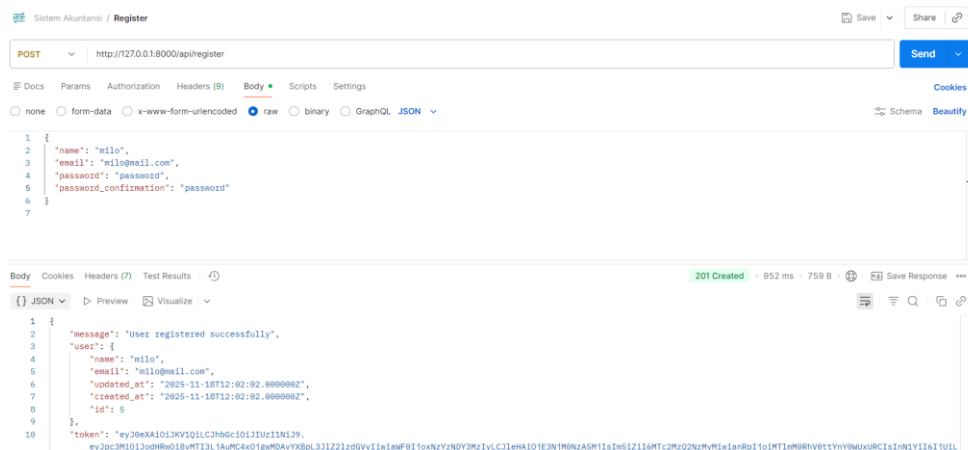 Sistem Akuntansi / Register
Save
Share
POST
http://127.0.0.1:8000/api/register
Send
Docs Params Authorization Headers (9) Body Scripts Settings
Cookies
none form-data x-www-form-urlencoded raw binary GraphQL JSON
Schema Beautify
1 {
2 "name": "milo",
3 "email": "milo@mail.com",
4 "password": "password",
5 "password_confirmation": "password"
6 }
7
Body Cookies Headers (7) Test Results
201 Created 952 ms 759 B
Save Response
{} JSON Preview Visualize
1 {
2 "message": "User registered successfully",
3 "user": {
4 "name": "milo",
5 "email": "milo@mail.com",
6 "updated_at": "2025-11-18T12:02:02.000000Z",
7 "created_at": "2025-11-18T12:02:02.000000Z",
8 "id": 5
9 },
10 "token": "eyJ0eXAiOiJKV1QiLCJhbGciOiJIUzI1NiJ9.